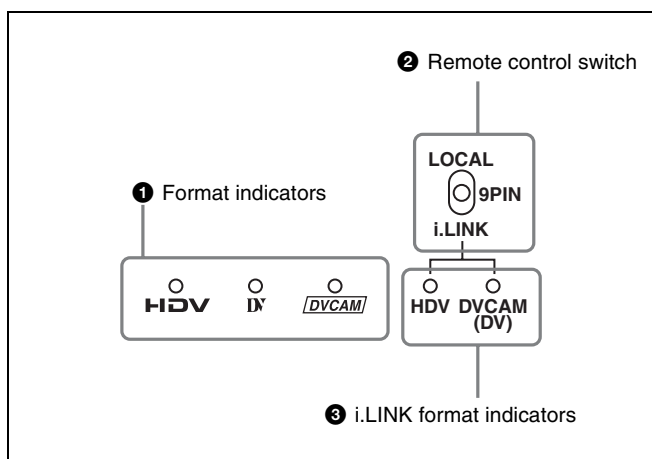 ❷ Remote control switch
LOCAL
9PIN
i.LINK
❶ Format indicators
HDV DV DVCAM
HDV DVCAM
(DV)
❸ i.LINK format indicators